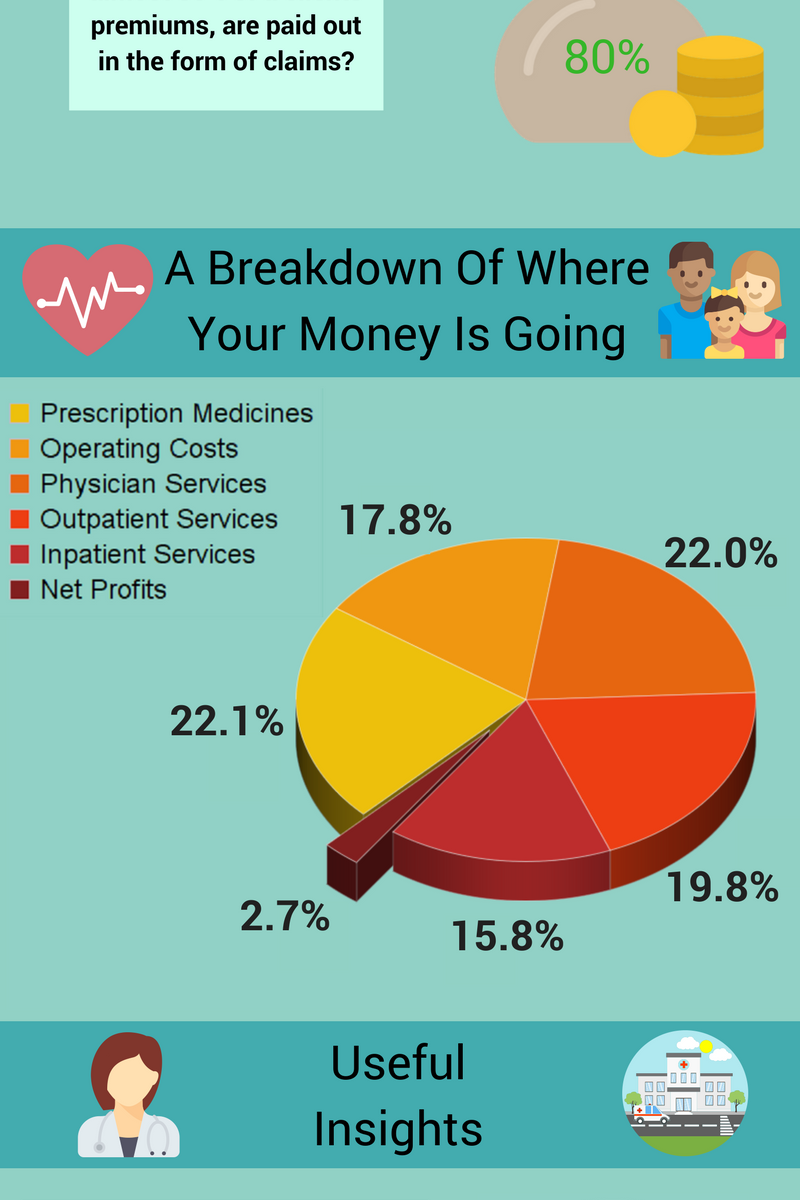 premiums, are paid out
in the form of claims?
80%
A Breakdown Of Where
Your Money Is Going
Prescription Medicines
Operating Costs
Physician Services
Outpatient Services
Inpatient Services
Net Profits
17.8%
22.0%
22.1%
19.8%
2.7%
15.8%
Useful
Insights